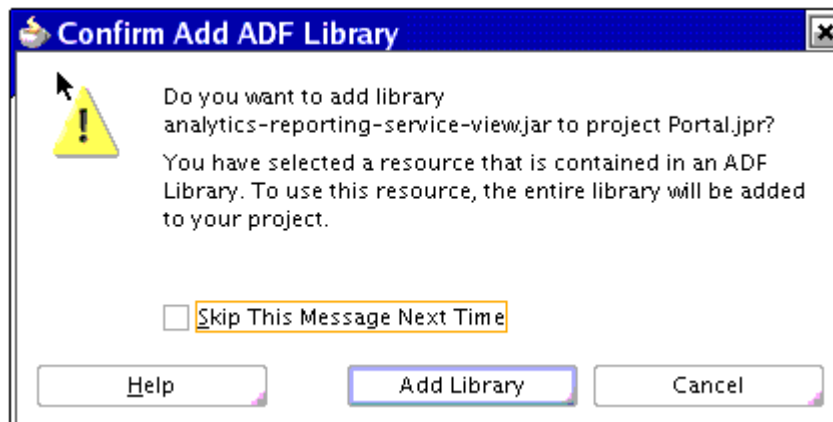 Confirm Add ADF Library
Do you want to add library
analytics-reporting-service-view.jar to project Portal.jpr?
You have selected a resource that is contained in an ADF
Library. To use this resource, the entire library will be added
to your project.
Skip This Message Next Time
Help
Add Library
Cancel